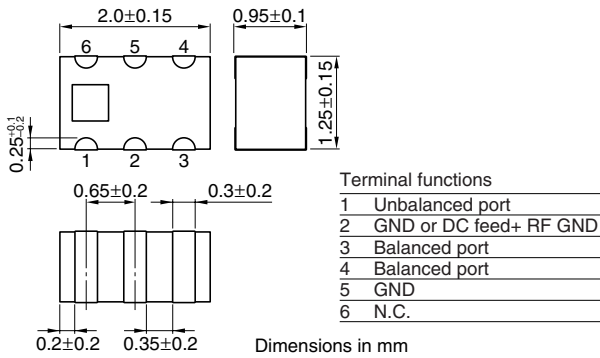 2.0±0.15
0.95±0.1
6 5 4
1.25±0.15
0.25+0.1-0.2
1 2 3
0.65±0.2
0.3±0.2
0.2±0.2
0.35±0.2
Dimensions in mm
Terminal functions
1 Unbalanced port
2 GND or DC feed+ RF GND
3 Balanced port
4 Balanced port
5 GND
6 N.C.